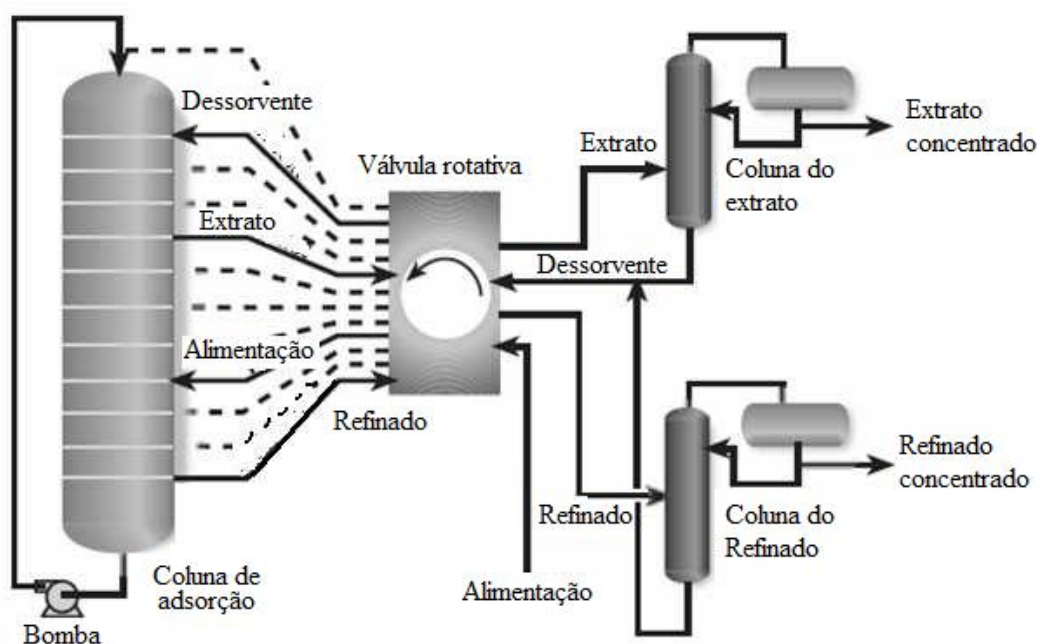 Dessorvente
Válvula rotativa
Extrato
Extrato
Dessorvente
Alimentação
Refinado
Coluna de
adsorção
Bomba
Extrato
concentrado
Coluna do
extrato
Refinado
Alimentação
Refinado
concentrado
Coluna do
Refinado